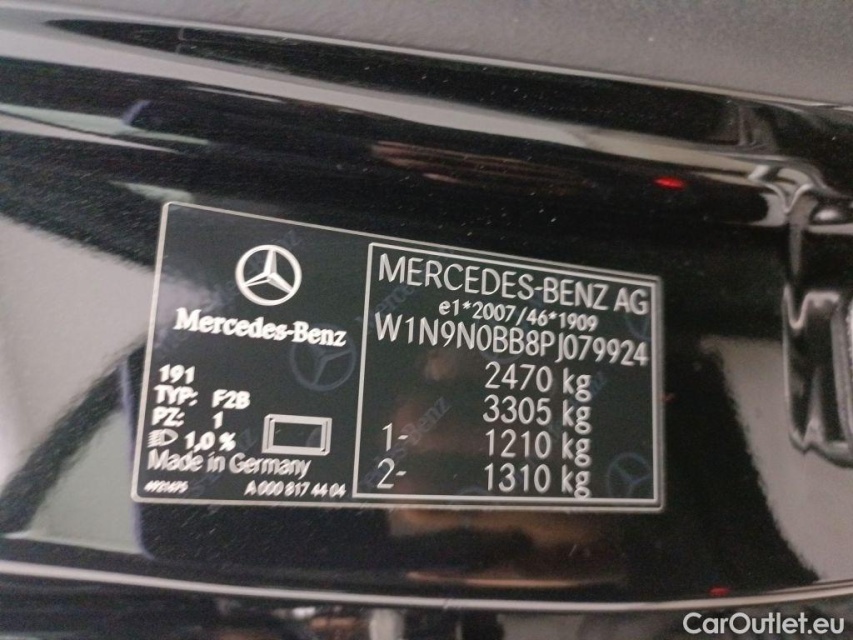 Mercedes-Benz
191
TYP: F2B
PZ: 1
1,0 %
Made in Germany
4921695 A 000 817 44 04
MERCEDES-BENZ AG
e1*2007/46*1909
W1N9N0BB8PJ079924
2470 kg
3305 kg
1- 1210 kg
2- 1310 kg
CarOutlet.eu